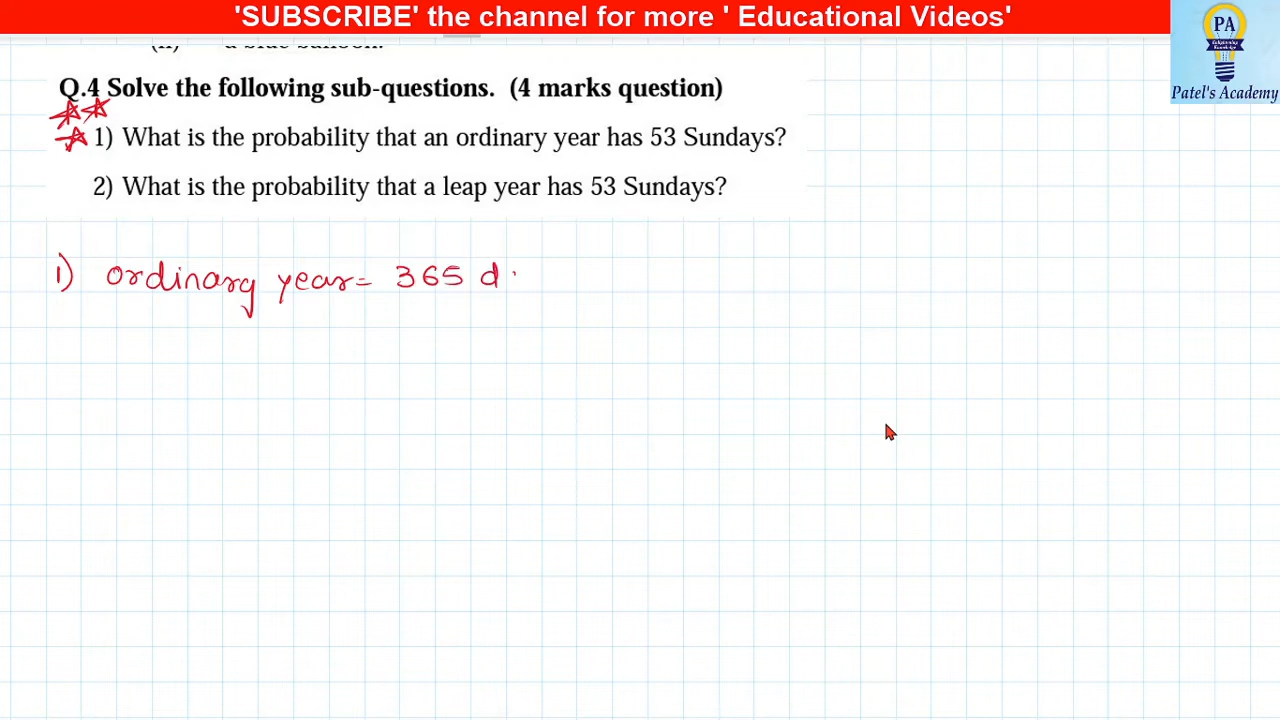 'SUBSCRIBE' the channel for more ' Educational Videos'
PA
Patel's Academy
Q.4 Solve the following sub-questions. (4 marks question)
1) What is the probability that an ordinary year has 53 Sundays?
2) What is the probability that a leap year has 53 Sundays?
1) ordinary year = 365 d